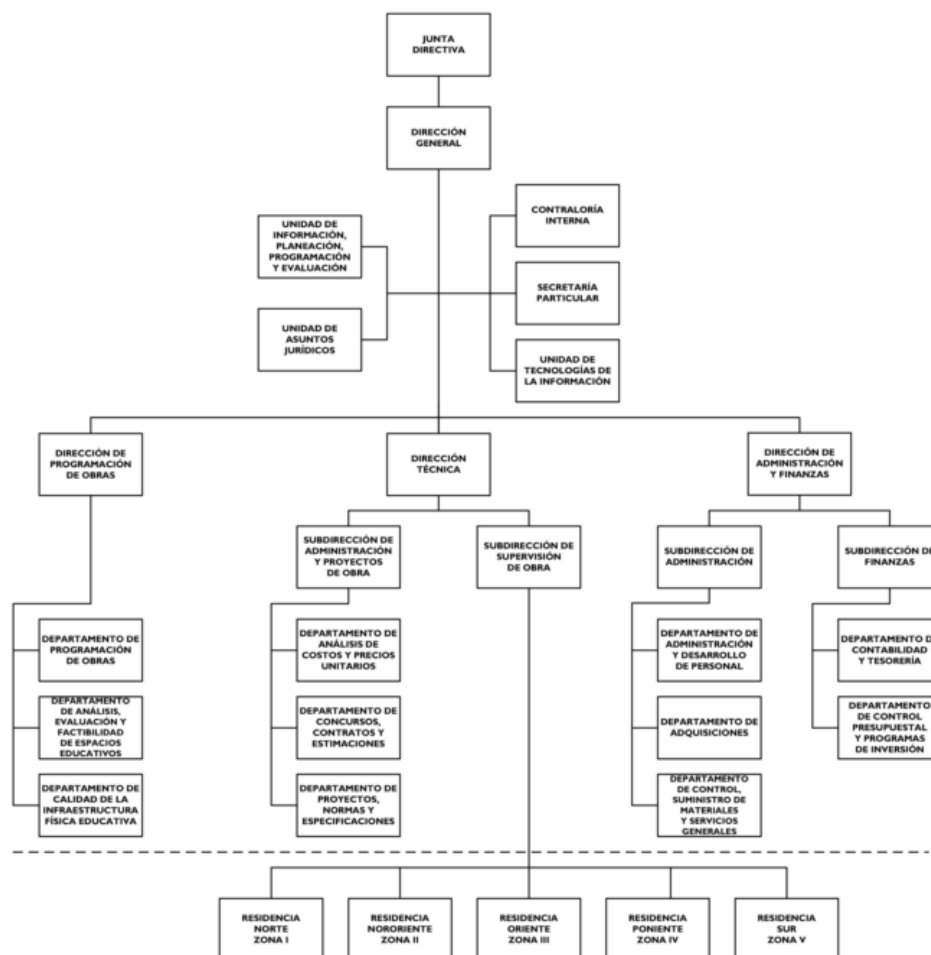 JUNTA
DIRECTIVA
DIRECCIÓN
GENERAL
UNIDAD DE
INFORMACIÓN,
PLANEACIÓN,
PROGRAMACIÓN
Y EVALUACIÓN
CONTRALORÍA
INTERNA
SECRETARÍA
PARTICULAR
UNIDAD DE
ASUNTOS
JURÍDICOS
UNIDAD DE
TECNOLOGÍAS DE
LA INFORMACIÓN
DIRECCIÓN DE
PROGRAMACIÓN
DE OBRAS
DIRECCIÓN
TÉCNICA
DIRECCIÓN DE
ADMINISTRACIÓN
Y FINANZAS
SUBDIRECCIÓN DE
ADMINISTRACIÓN
Y PROYECTOS
DE OBRA
SUBDIRECCIÓN DE
SUPERVISIÓN
DE OBRA
SUBDIRECCIÓN DE
ADMINISTRACIÓN
SUBDIRECCIÓN DE
FINANZAS
DEPARTAMENTO DE
PROGRAMACIÓN
DE OBRAS
DEPARTAMENTO DE
ANÁLISIS DE
COSTOS Y PRECIOS
UNITARIOS
DEPARTAMENTO DE
ADMINISTRACIÓN
Y DESARROLLO
DE PERSONAL
DEPARTAMENTO DE
CONTABILIDAD
Y TESORERÍA
DEPARTAMENTO
DE ANÁLISIS,
EVALUACIÓN Y
FACTIBILIDAD
DE ESPACIOS
EDUCATIVOS
DEPARTAMENTO DE
CONCURSOS,
CONTRATOS Y
ESTIMACIONES
DEPARTAMENTO DE
ADQUISICIONES
DEPARTAMENTO
DE CONTROL
PRESUPUESTAL
Y PROGRAMAS
DE INVERSIÓN
DEPARTAMENTO DE
CALIDAD DE LA
INFRAESTRUCTURA
FÍSICA EDUCATIVA
DEPARTAMENTO DE
PROYECTOS,
NORMAS Y
ESPECIFICACIONES
DEPARTAMENTO
DE CONTROL,
SUMINISTRO DE
MATERIALES
Y SERVICIOS
GENERALES
RESIDENCIA
NORTE
ZONA I
RESIDENCIA
NORORIENTE
ZONA II
RESIDENCIA
ORIENTE
ZONA III
RESIDENCIA
PONIENTE
ZONA IV
RESIDENCIA
SUR
ZONA V